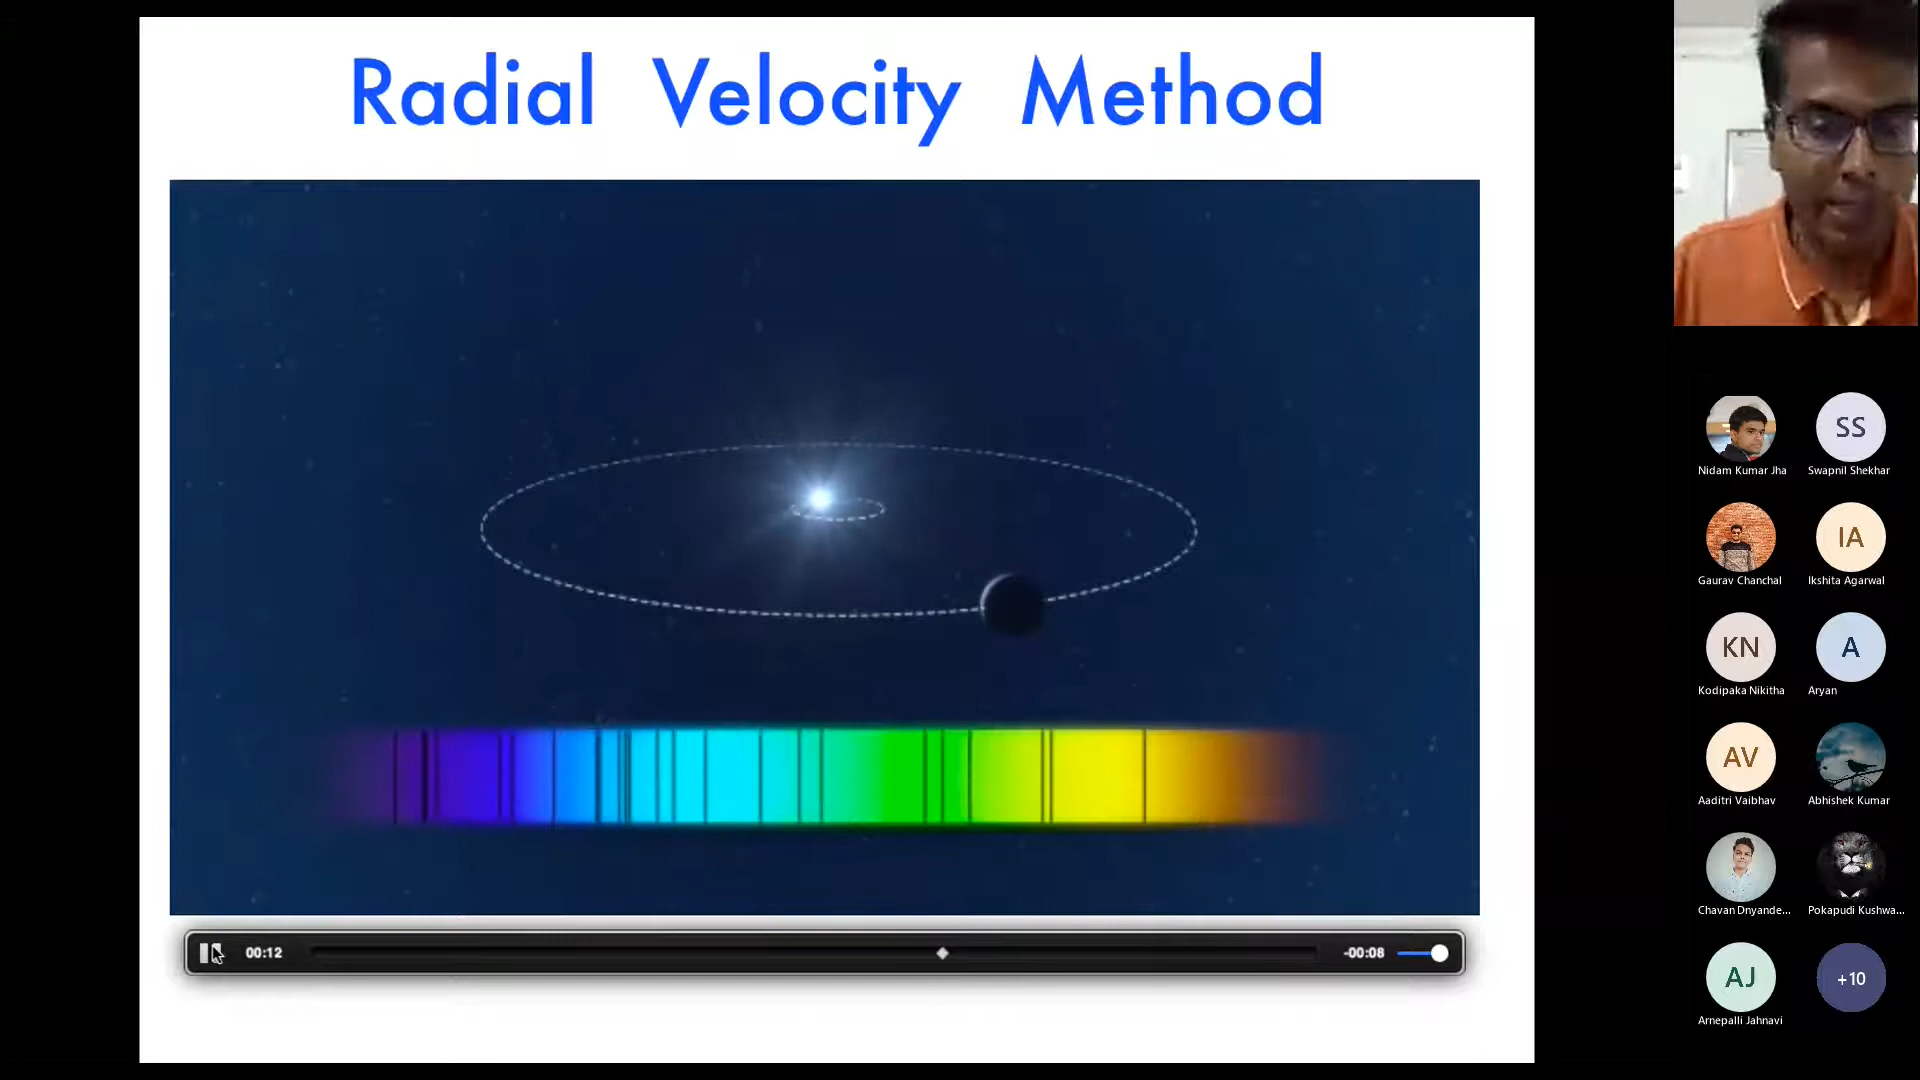 Radial Velocity Method
00:12
-00:08
Nidam Kumar Jha
SS
Swapnil Shekhar
Gaurav Chanchal
IA
Ikshita Agarwal
KN
Kodipaka Nikitha
A
Aryan
AV
Aaditri Vaibhav
Abhishek Kumar
Chavan Dnyande...
Pokapudi Kushwa...
AJ
Arnepalli Jahnavi
+10